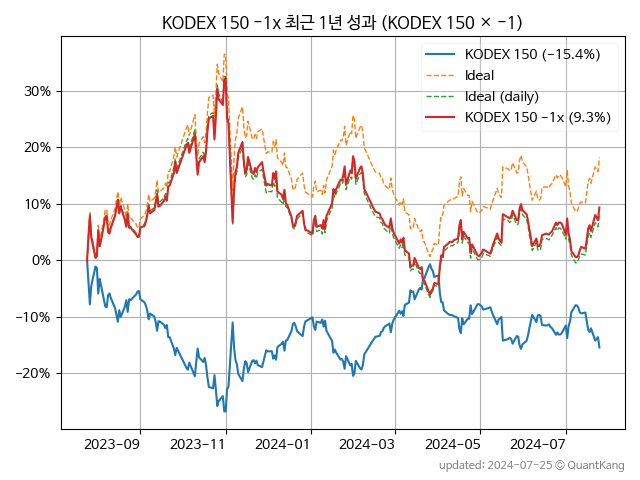 KODEX 150 -1x 최근 1년 성과 (KODEX 150 × -1)
KODEX 150 (-15.4%)
Ideal
Ideal (daily)
KODEX 150 -1x (9.3%)
30%
20%
10%
0%
-10%
-20%
2023-09 2023-11 2024-01 2024-03 2024-05 2024-07
updated: 2024-07-25 © QuantKang